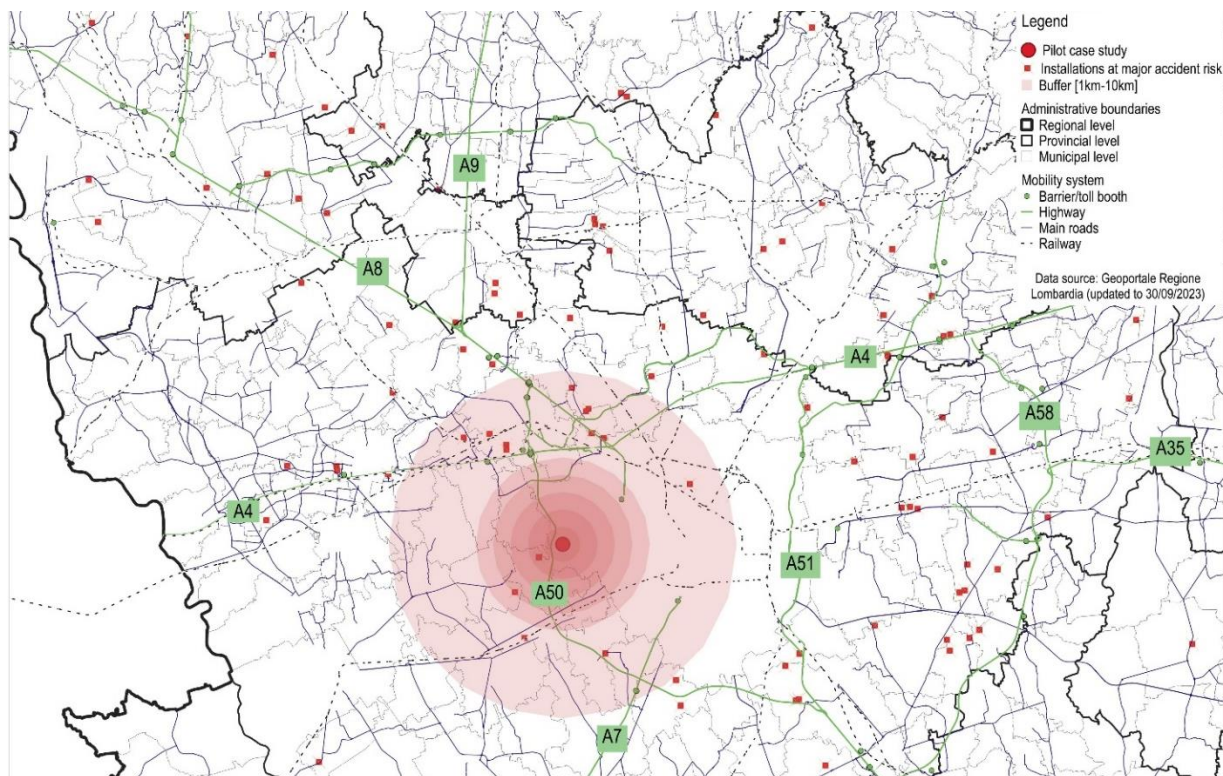 Legend
Pilot case study
Installations at major accident risk
Buffer [1km-10km]
Administrative boundaries
Regional level
Provincial level
Municipal level
Mobility system
Barrier/toll booth
Highway
Main roads
Railway
Data source: Geoportale Regione
Lombardia (updated to 30/09/2023)
A9
A8
A4
A58
A35
A4
A51
A50
A7